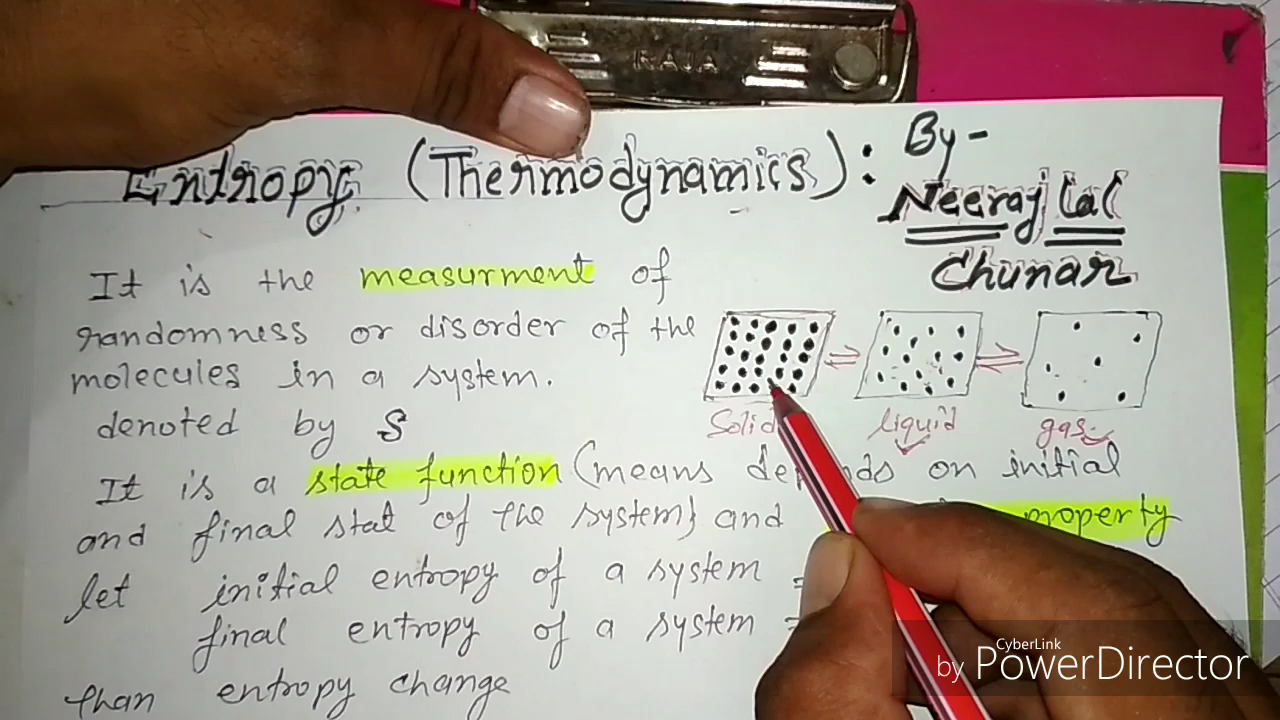 RAJA
Entropy (Thermodynamics) :
By -
Neeraj Lal
Chunar
It is the measurment of
randomness or disorder of the
molecules in a system.
denoted by S
Solid liquid gas
It is a state function (means on initial
and final stat of the system} and property
let initial entropy of a system =
final entropy of a system =
than entropy change
CyberLink
by PowerDirector